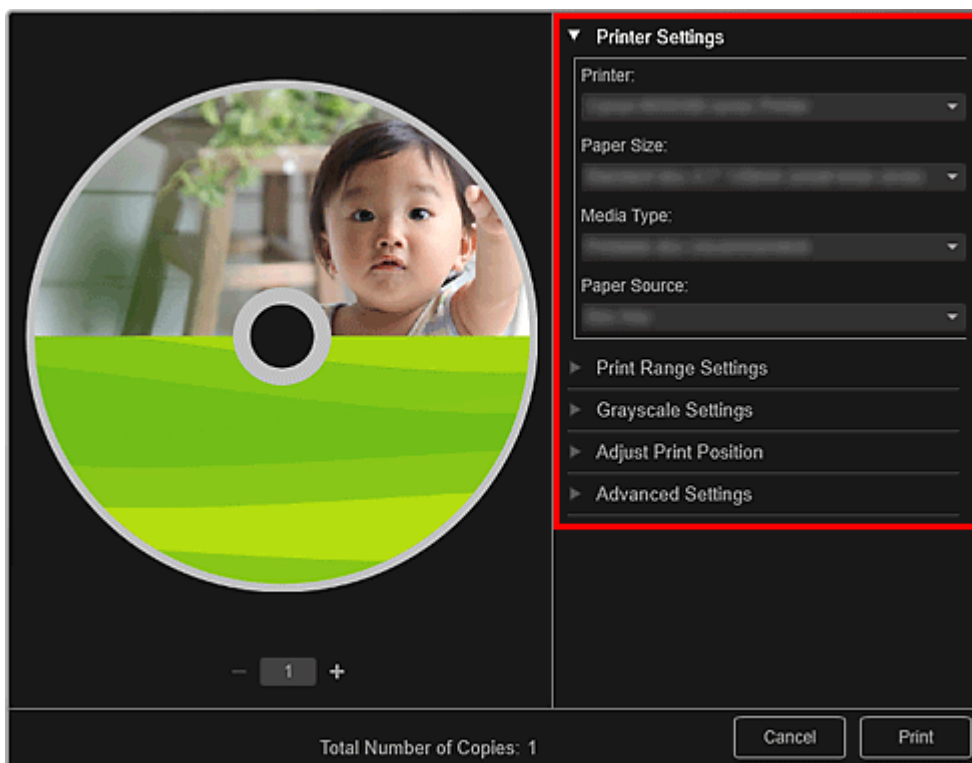 Printer Settings
Printer:
Paper Size:
Media Type:
Paper Source:
Print Range Settings
Grayscale Settings
Adjust Print Position
Advanced Settings
− 1 +
Total Number of Copies: 1
Cancel
Print